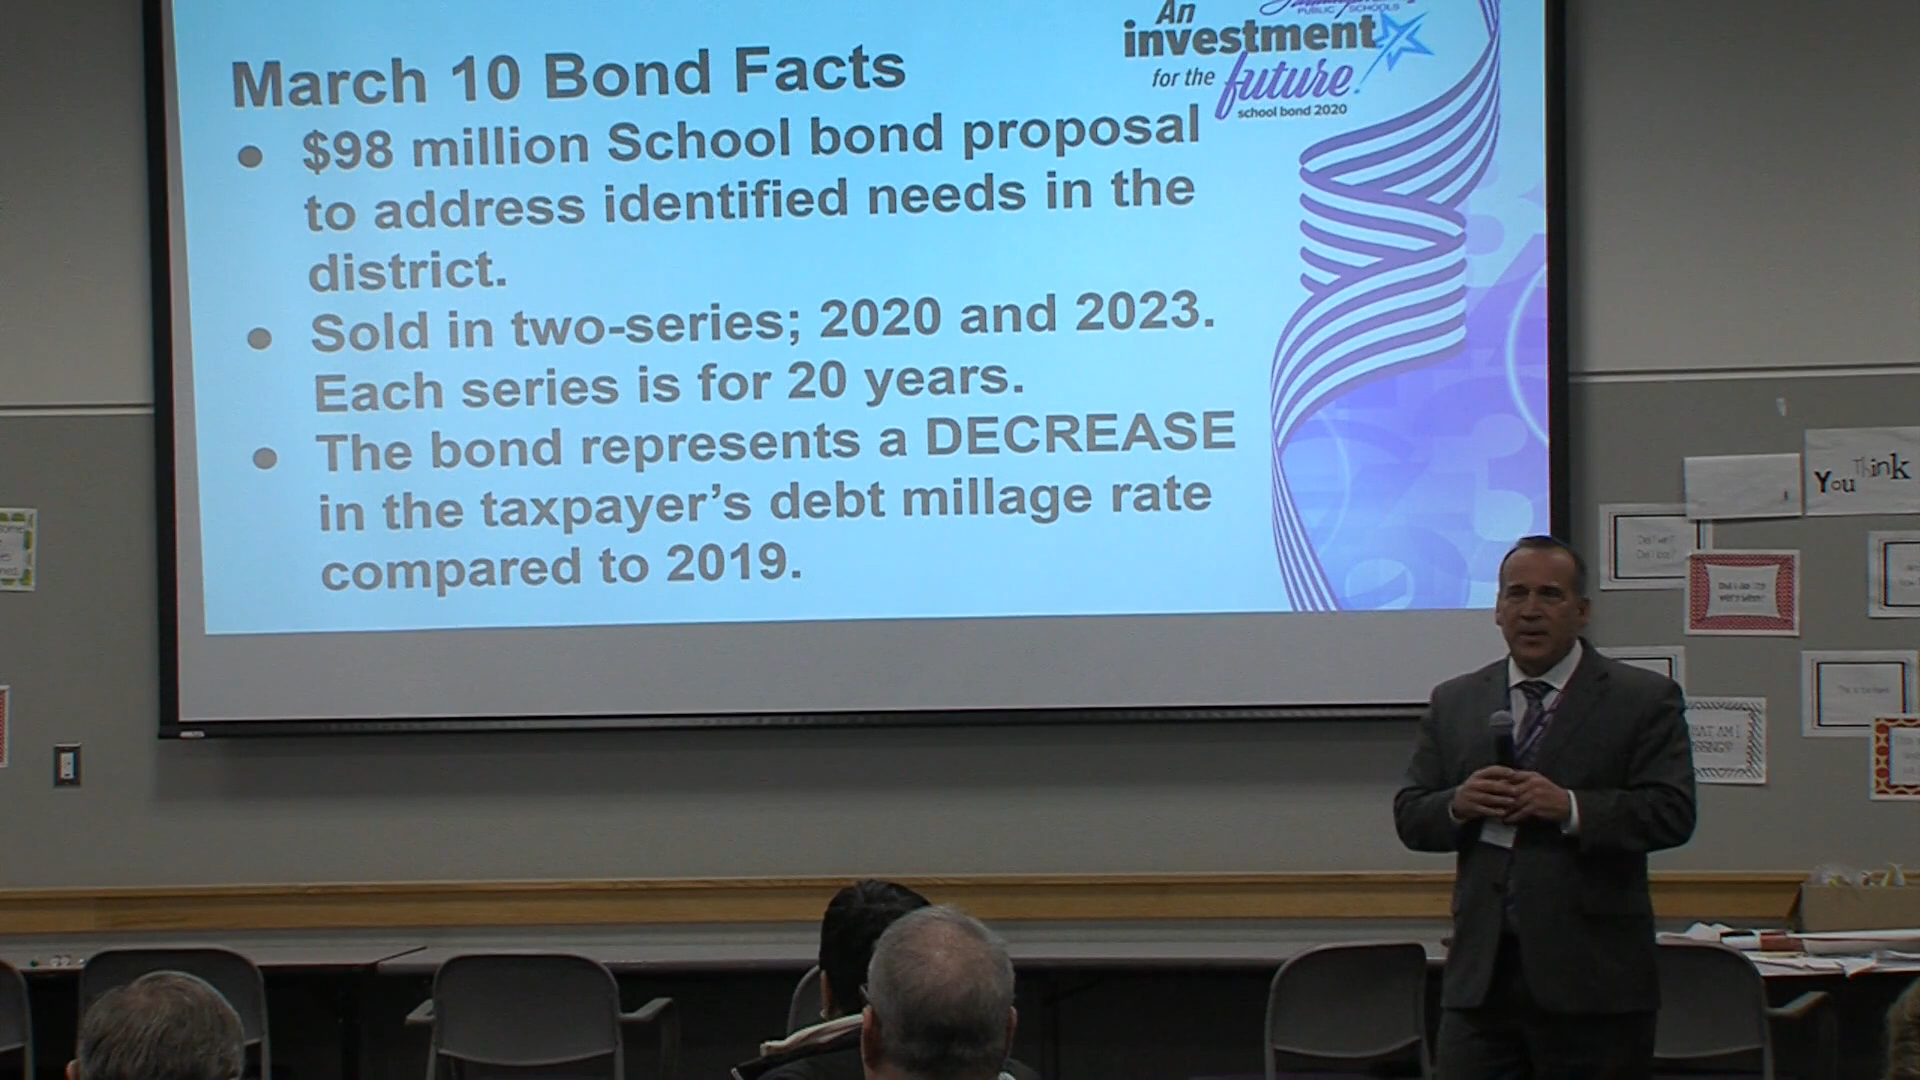 PUBLIC SCHOOLS
An
investment
for the future
school bond 2020
March 10 Bond Facts
• $98 million School bond proposal
to address identified needs in the
district.
• Sold in two-series; 2020 and 2023.
Each series is for 20 years.
• The bond represents a DECREASE
in the taxpayer's debt millage rate
compared to 2019.
You Think